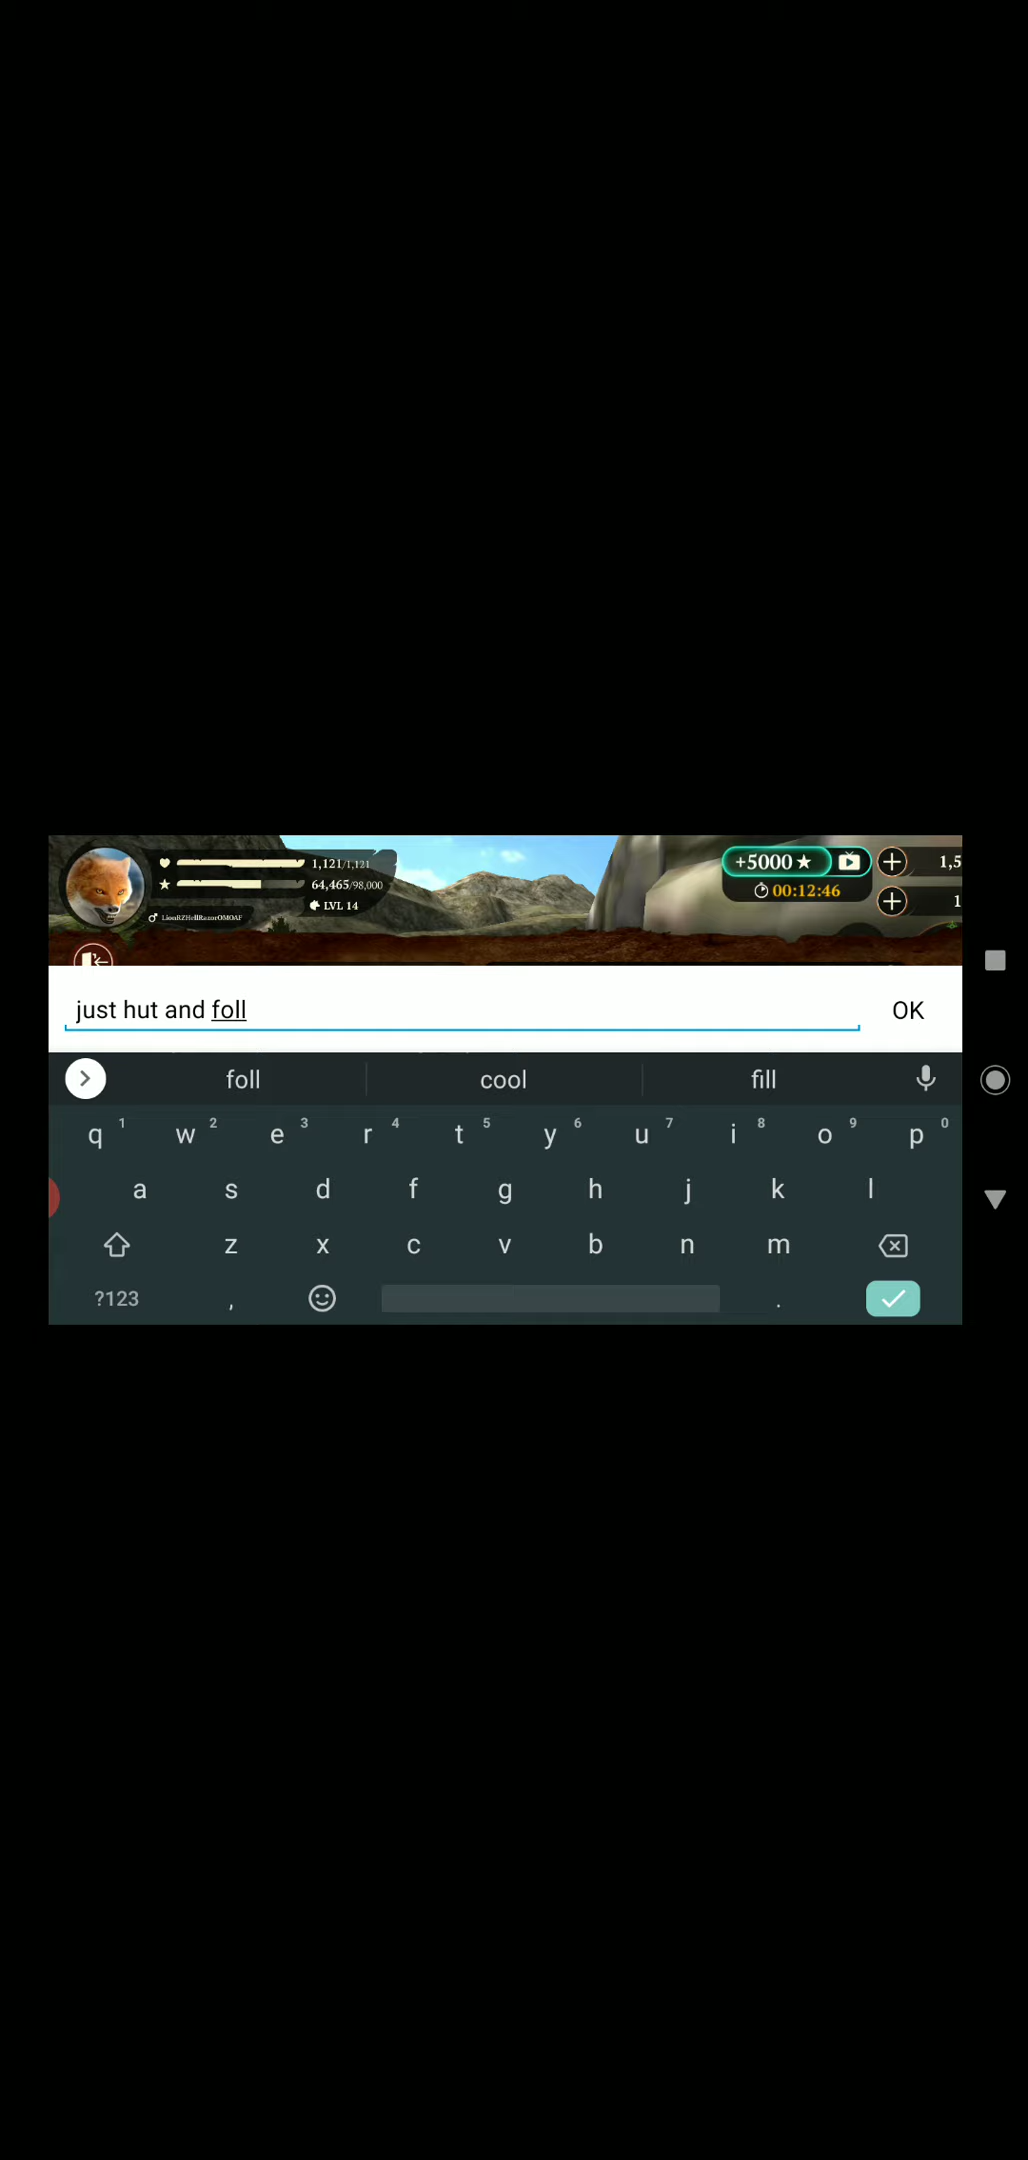 1,121/1,121
64,465/98,000
LVL 14
LionRZHellRazorOMOAF
+5000
00:12:46
1,5
1
just hut and foll
OK
foll cool fill
q 1 w 2 e 3 r 4 t 5 y 6 u 7 i 8 o 9 p 0
a s d f g h j k l
z x c v b n m
?123 , .